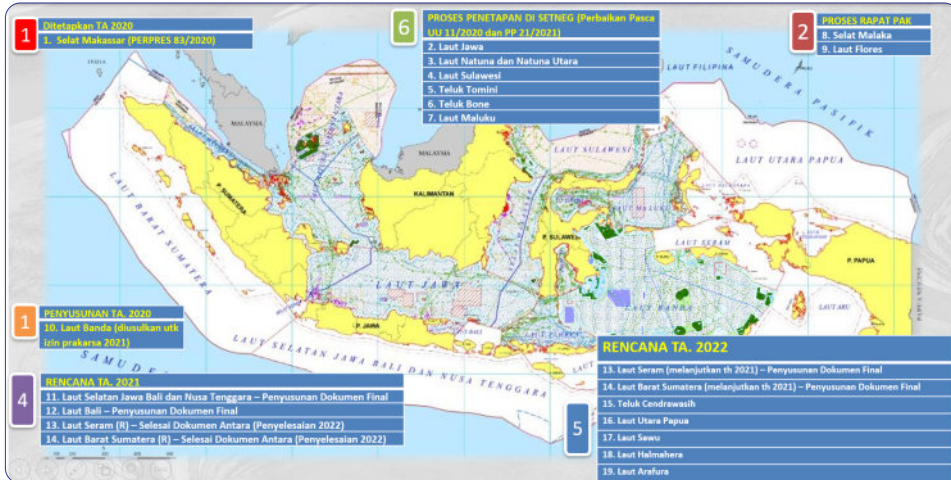 1
Ditetapkan TA 2020
1. Selat Makassar (PERPRES 83/2020)
6
PROSES PENETAPAN DI SETNEG (Perbaikan Pasca
UU 11/2020 dan PP 21/2021)
2. Laut Jawa
3. Laut Natuna dan Natuna Utara
4. Laut Sulawesi
5. Teluk Tomini
6. Teluk Bone
7. Laut Maluku
2
PROSES RAPAT PAK
8. Selat Malaka
9. Laut Flores
LAUT FILIPINA
SAMUDERA PASIFIK
MALAYSIA
MALAYSIA
LAUT SULAWESI
LAUT UTARA PAPUA
P. SUMATERA
KALIMANTAN
LAUT MALUKU
P. SULAWESI
LAUT SERAM
P. PAPUA
LAUT BARAT SUMATERA
LAUT JAWA
LAUT BANDA
LAUT ARU
P. JAWA
LAUT SELATAN JAWA BALI DAN NUSA TENGGARA
1
PENYUSUNAN TA. 2020
10. Laut Banda (diusulkan utk
izin prakarsa 2021)
4
RENCANA TA. 2021
11. Laut Selatan Jawa Bali dan Nusa Tenggara – Penyusunan Dokumen Final
12. Laut Bali – Penyusunan Dokumen Final
13. Laut Seram (R) – Selesai Dokumen Antara (Penyelesaian 2022)
14. Laut Barat Sumatera (R) – Selesai Dokumen Antara (Penyelesaian 2022)
5
RENCANA TA. 2022
13. Laut Seram (melanjutkan th 2021) – Penyusunan Dokumen Final
14. Laut Barat Sumatera (melanjutkan th 2021) – Penyusunan Dokumen Final
15. Teluk Cendrawasih
16. Laut Utara Papua
17. Laut Sawu
18. Laut Halmahera
19. Laut Arafura